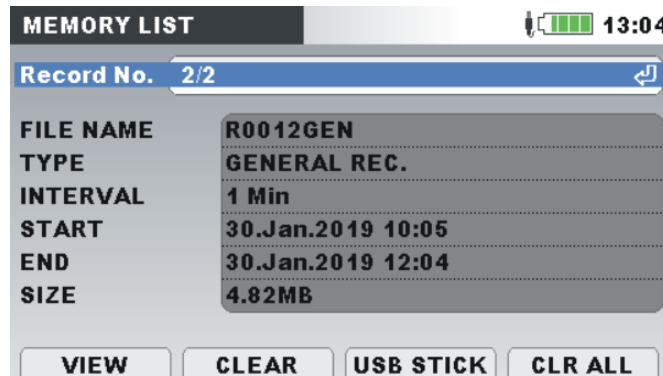 MEMORY LIST 13:04
Record No. 2/2
FILE NAME R0012GEN
TYPE GENERAL REC.
INTERVAL 1 Min
START 30.Jan.2019 10:05
END 30.Jan.2019 12:04
SIZE 4.82MB
VIEW CLEAR USB STICK CLR ALL